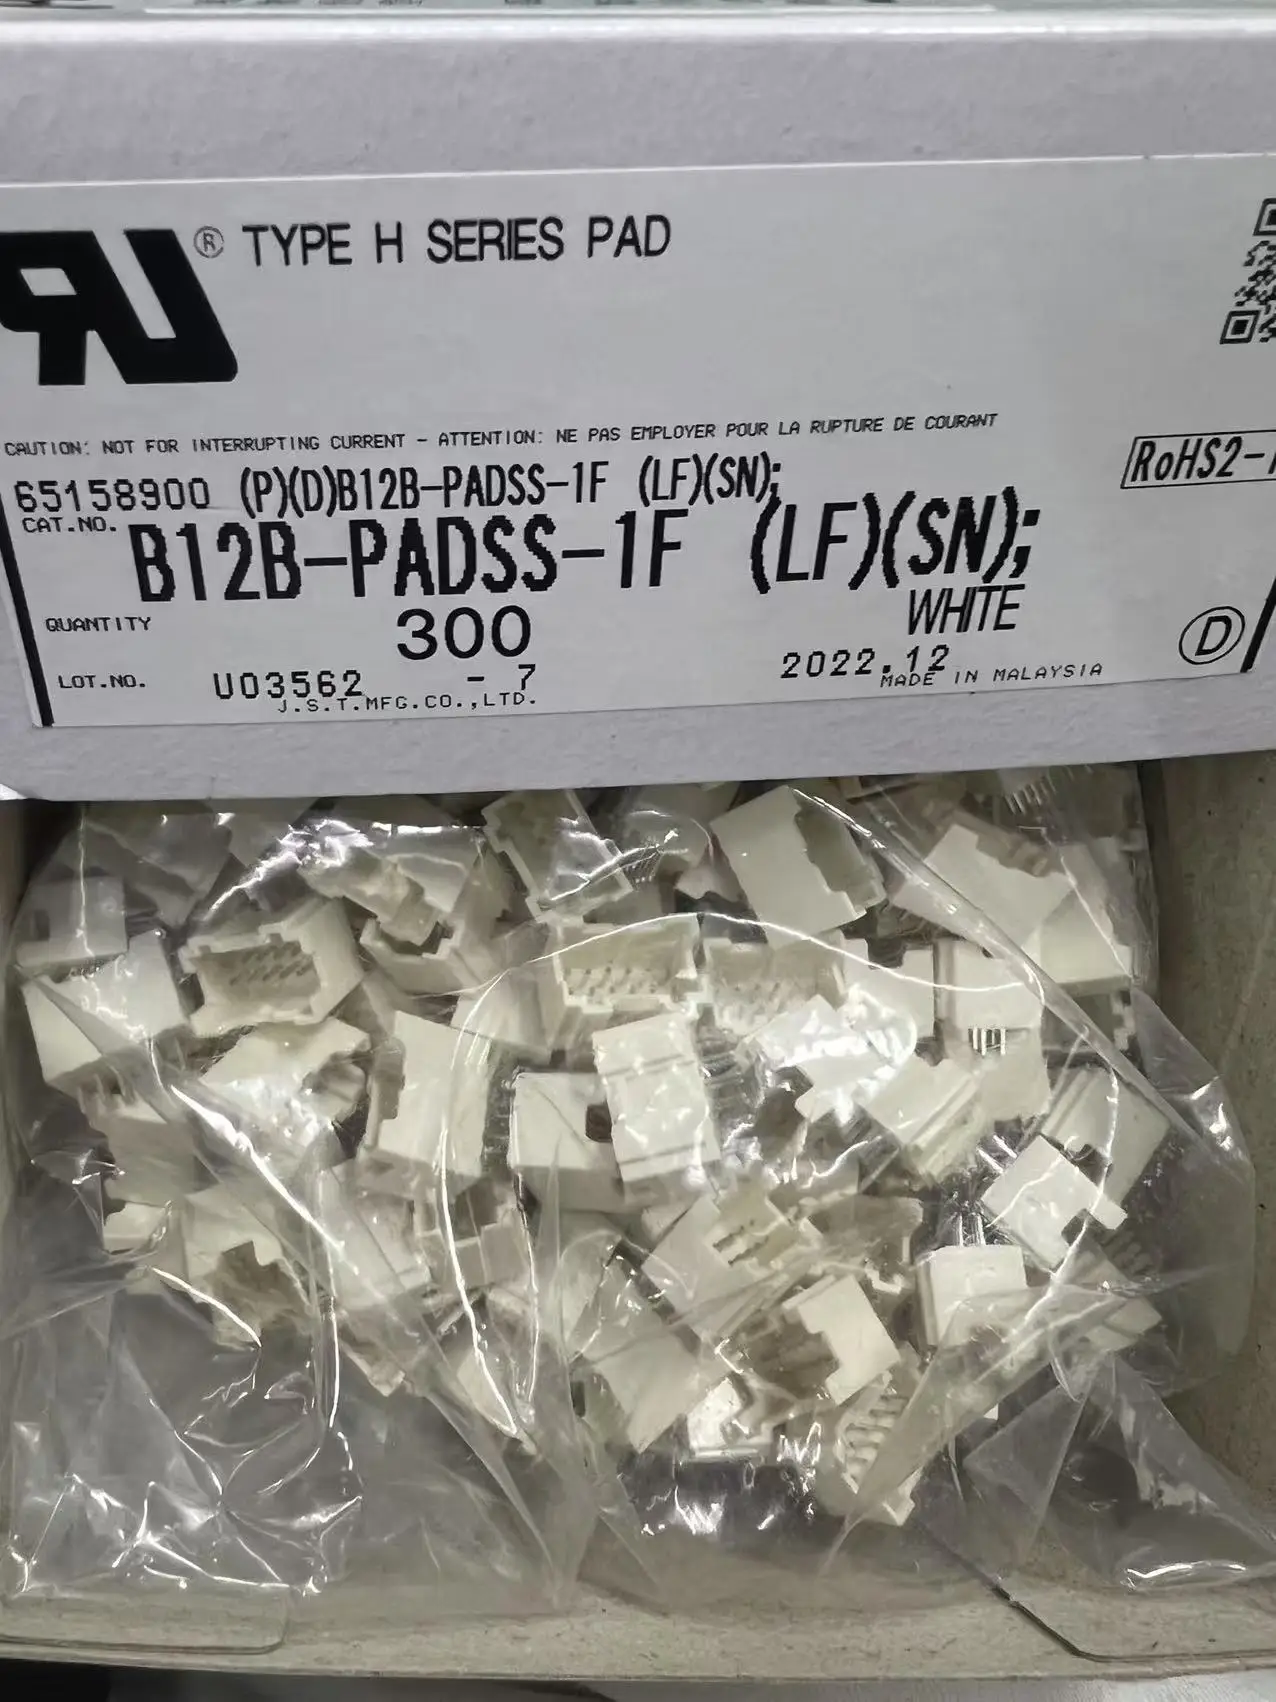 ® TYPE H SERIES PAD
CAUTION: NOT FOR INTERRUPTING CURRENT - ATTENTION: NE PAS EMPLOYER POUR LA RUPTURE DE COURANT
RoHS2-
65158900 (P)(D)B12B-PADSS-1F (LF)(SN);
CAT.NO. B12B-PADSS-1F (LF)(SN);
QUANTITY 300 WHITE
D
LOT.NO. U03562 - 7 2022.12
J.S.T.MFG.CO.,LTD. MADE IN MALAYSIA